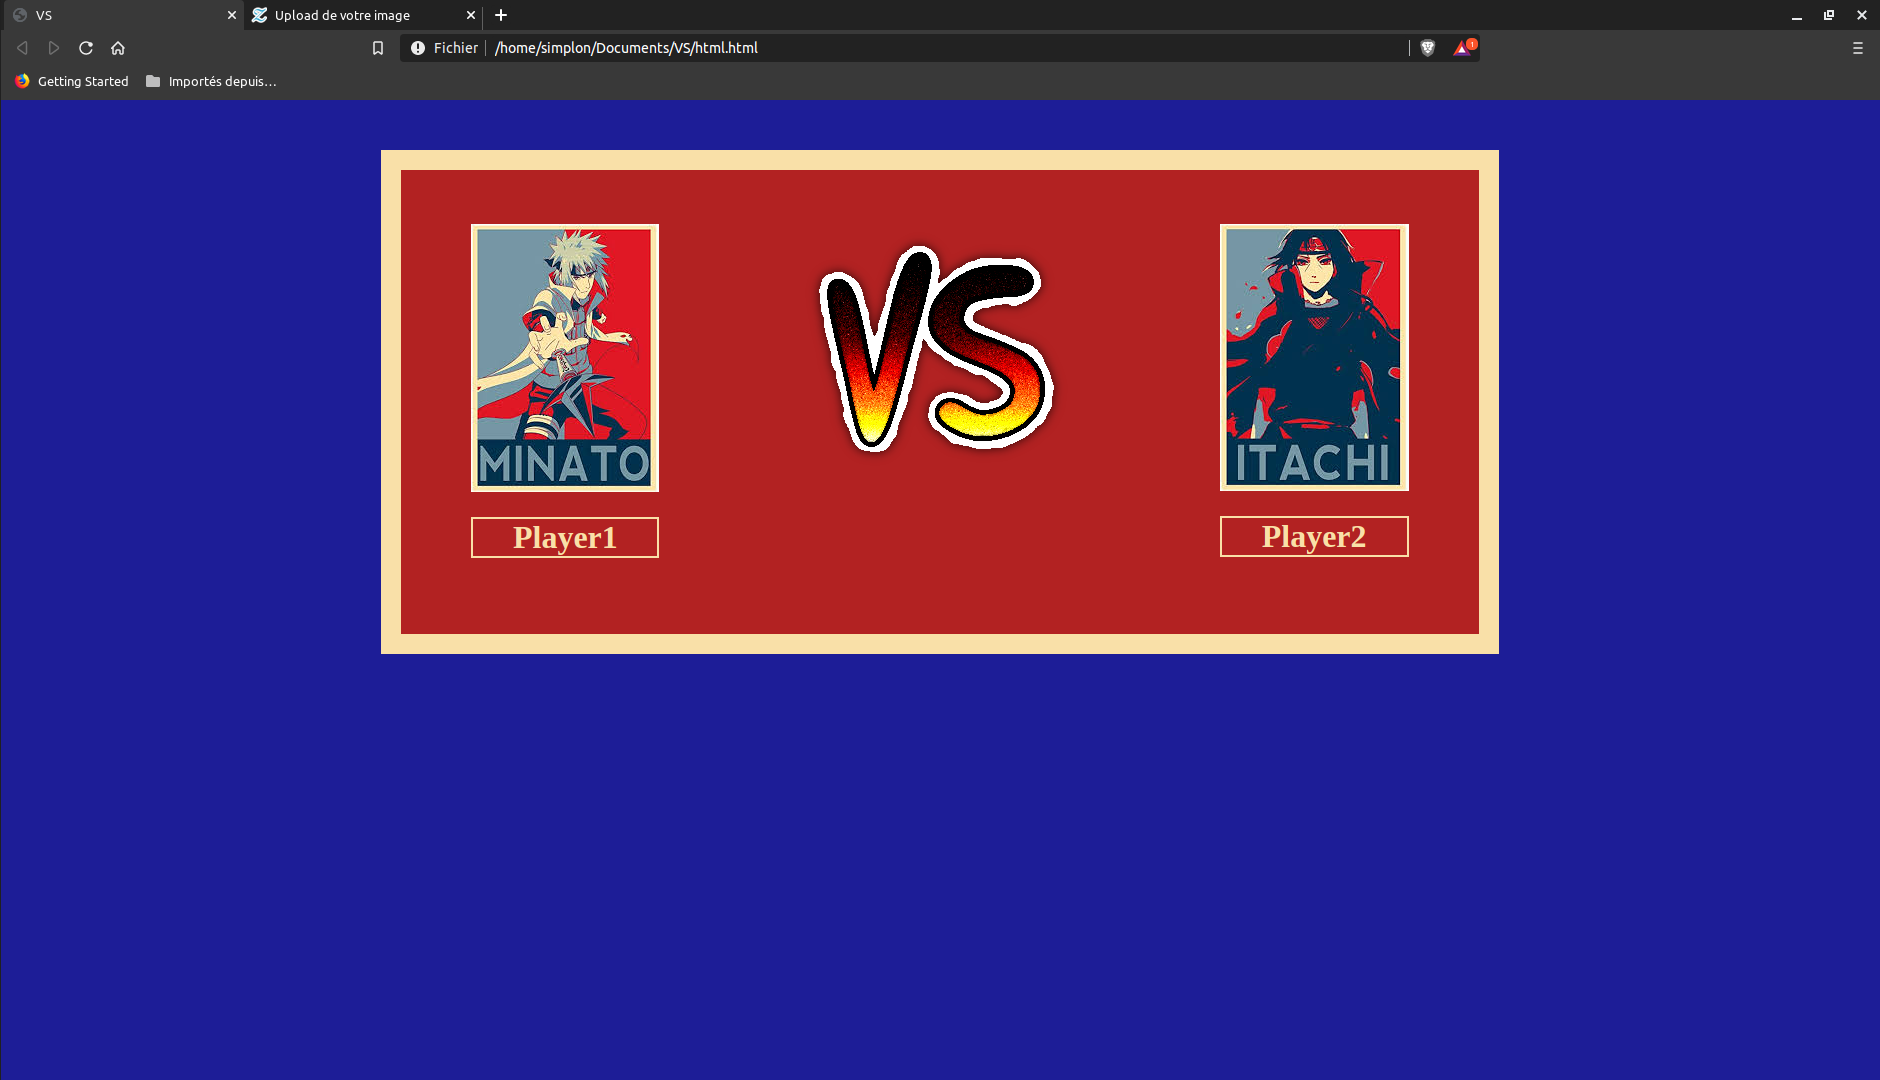 VS
Upload de votre image
Fichier
/home/simplon/Documents/VS/html.html
1
Getting Started
Importés depuis…
VS
MINATO
ITACHI
Player1
Player2